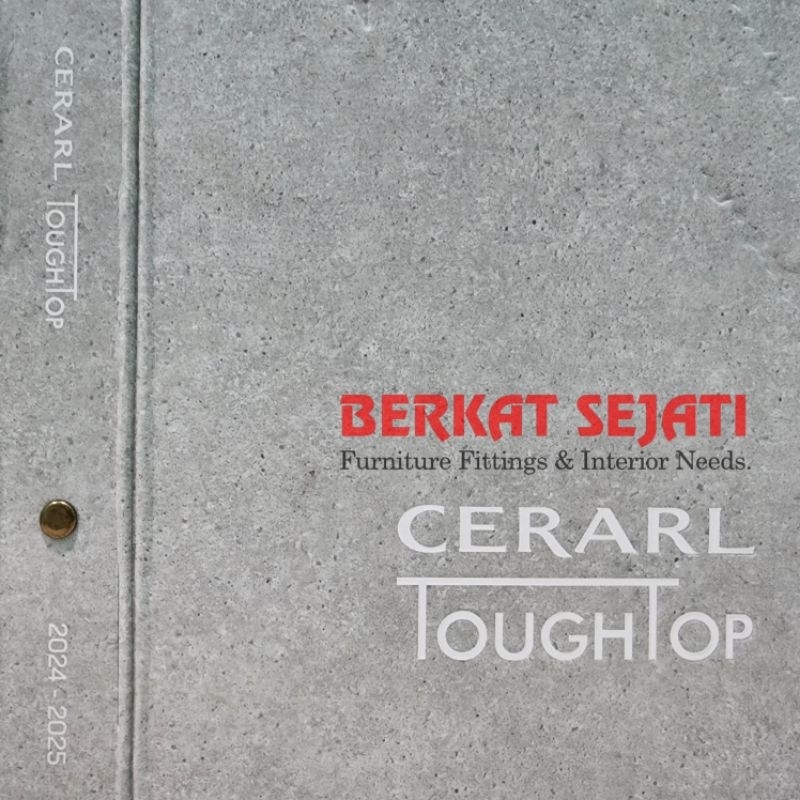 CERARL TOUGHTOP
2024 - 2025
BERKAT SEJATI
Furniture Fittings & Interior Needs.
CERARL
TOUGHTOP